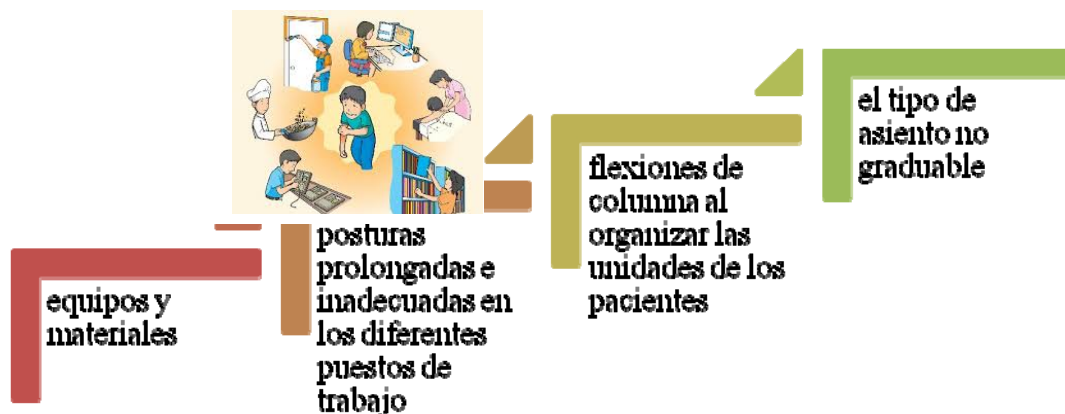 equipos y
materiales
posturas
prolongadas e
inadecuadas en
los diferentes
puestos de
trabajo
flexiones de
columna al
organizar las
unidades de los
pacientes
el tipo de
asiento no
graduable